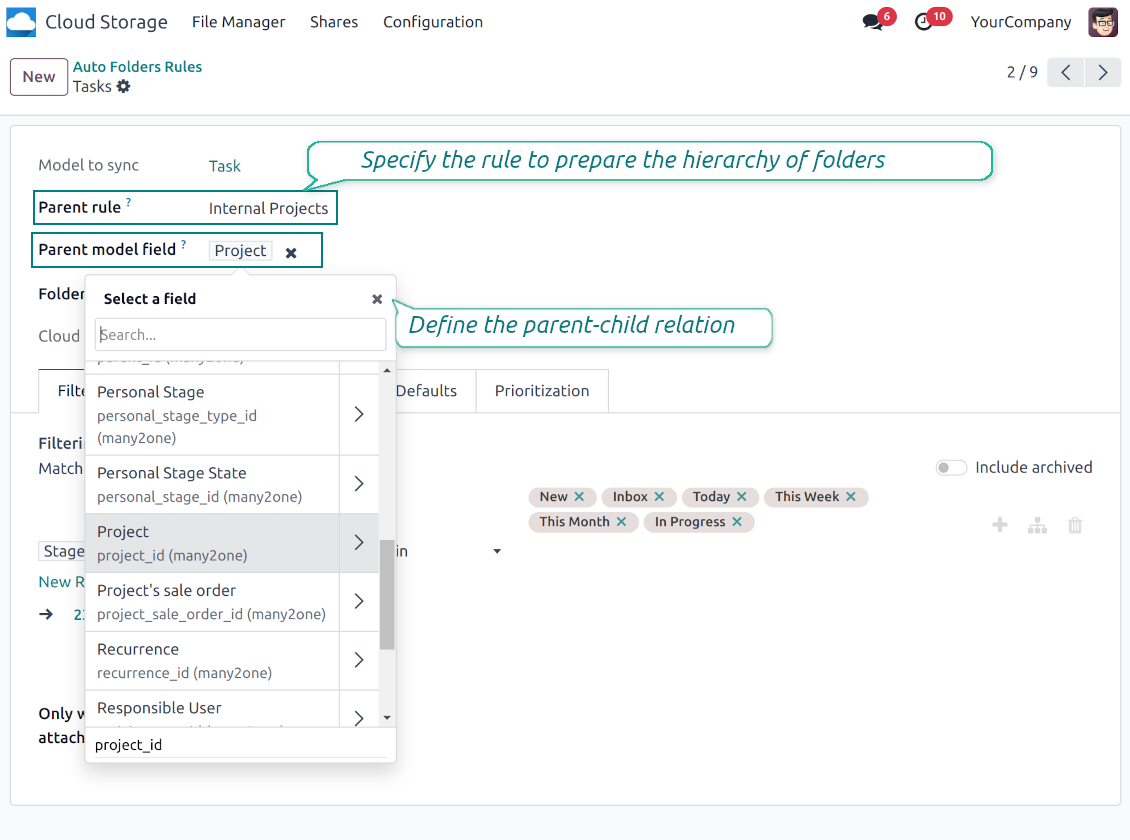 Cloud Storage File Manager Shares Configuration 6 10 YourCompany
New
Auto Folders Rules
Tasks
2 / 9
Model to sync Task
Specify the rule to prepare the hierarchy of folders
Parent rule ? Internal Projects
Parent model field ? Project
Folder
Cloud
Select a field
Search...
Define the parent-child relation
Personal Stage
personal_stage_type_id
(many2one)
Personal Stage State
personal_stage_id (many2one)
Project
project_id (many2one)
Project's sale order
project_sale_order_id (many2one)
Recurrence
recurrence_id (many2one)
Responsible User
project_id
Defaults Prioritization
Match
Include archived
New Inbox Today This Week
This Month In Progress
Stage in
New R
Only
attach